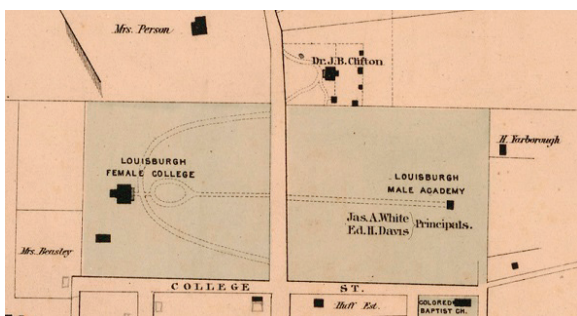 Mrs. Person
Dr. J.B. Clifton
H. Yarborough
LOUISBURGH
FEMALE COLLEGE
LOUISBURGH
MALE ACADEMY
Jas. A. White
Ed. H. Davis
Principals.
Mrs. Beasley
COLLEGE ST.
Huff Est.
COLORED
BAPTIST CH.